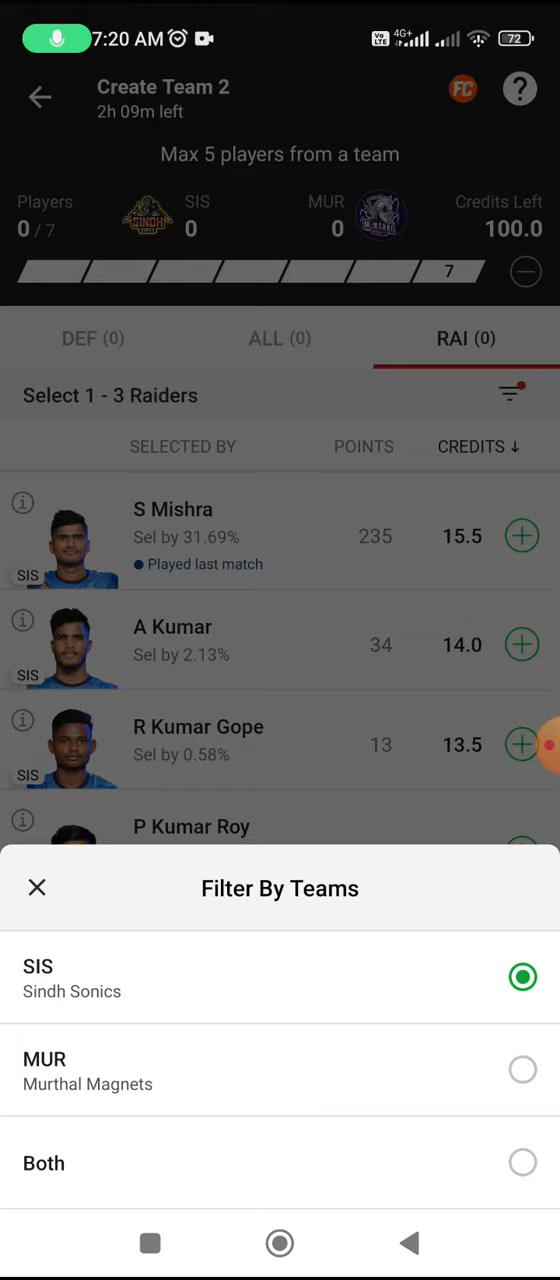 7:20 AM
Vo LTE 4G+ 72
Create Team 2
2h 09m left
FC ?
Max 5 players from a team
Players SIS MUR Credits Left
0 / 7 SINDH 0 0 100.0
7
DEF (0) ALL (0) RAI (0)
Select 1 - 3 Raiders
SELECTED BY POINTS CREDITS ↓
S Mishra
Sel by 31.69% 235 15.5
Played last match
SIS
A Kumar
Sel by 2.13% 34 14.0
SIS
R Kumar Gope
Sel by 0.58% 13 13.5
SIS
P Kumar Roy
Filter By Teams
SIS
Sindh Sonics
MUR
Murthal Magnets
Both